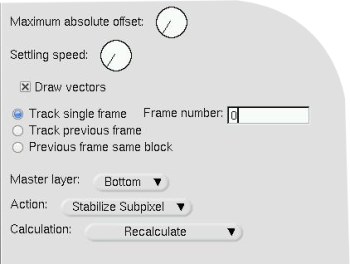 Maximum absolute offset:
Settling speed:
Draw vectors
Track single frame Frame number: 0
Track previous frame
Previous frame same block
Master layer: Bottom
Action: Stabilize Subpixel
Calculation: Recalculate